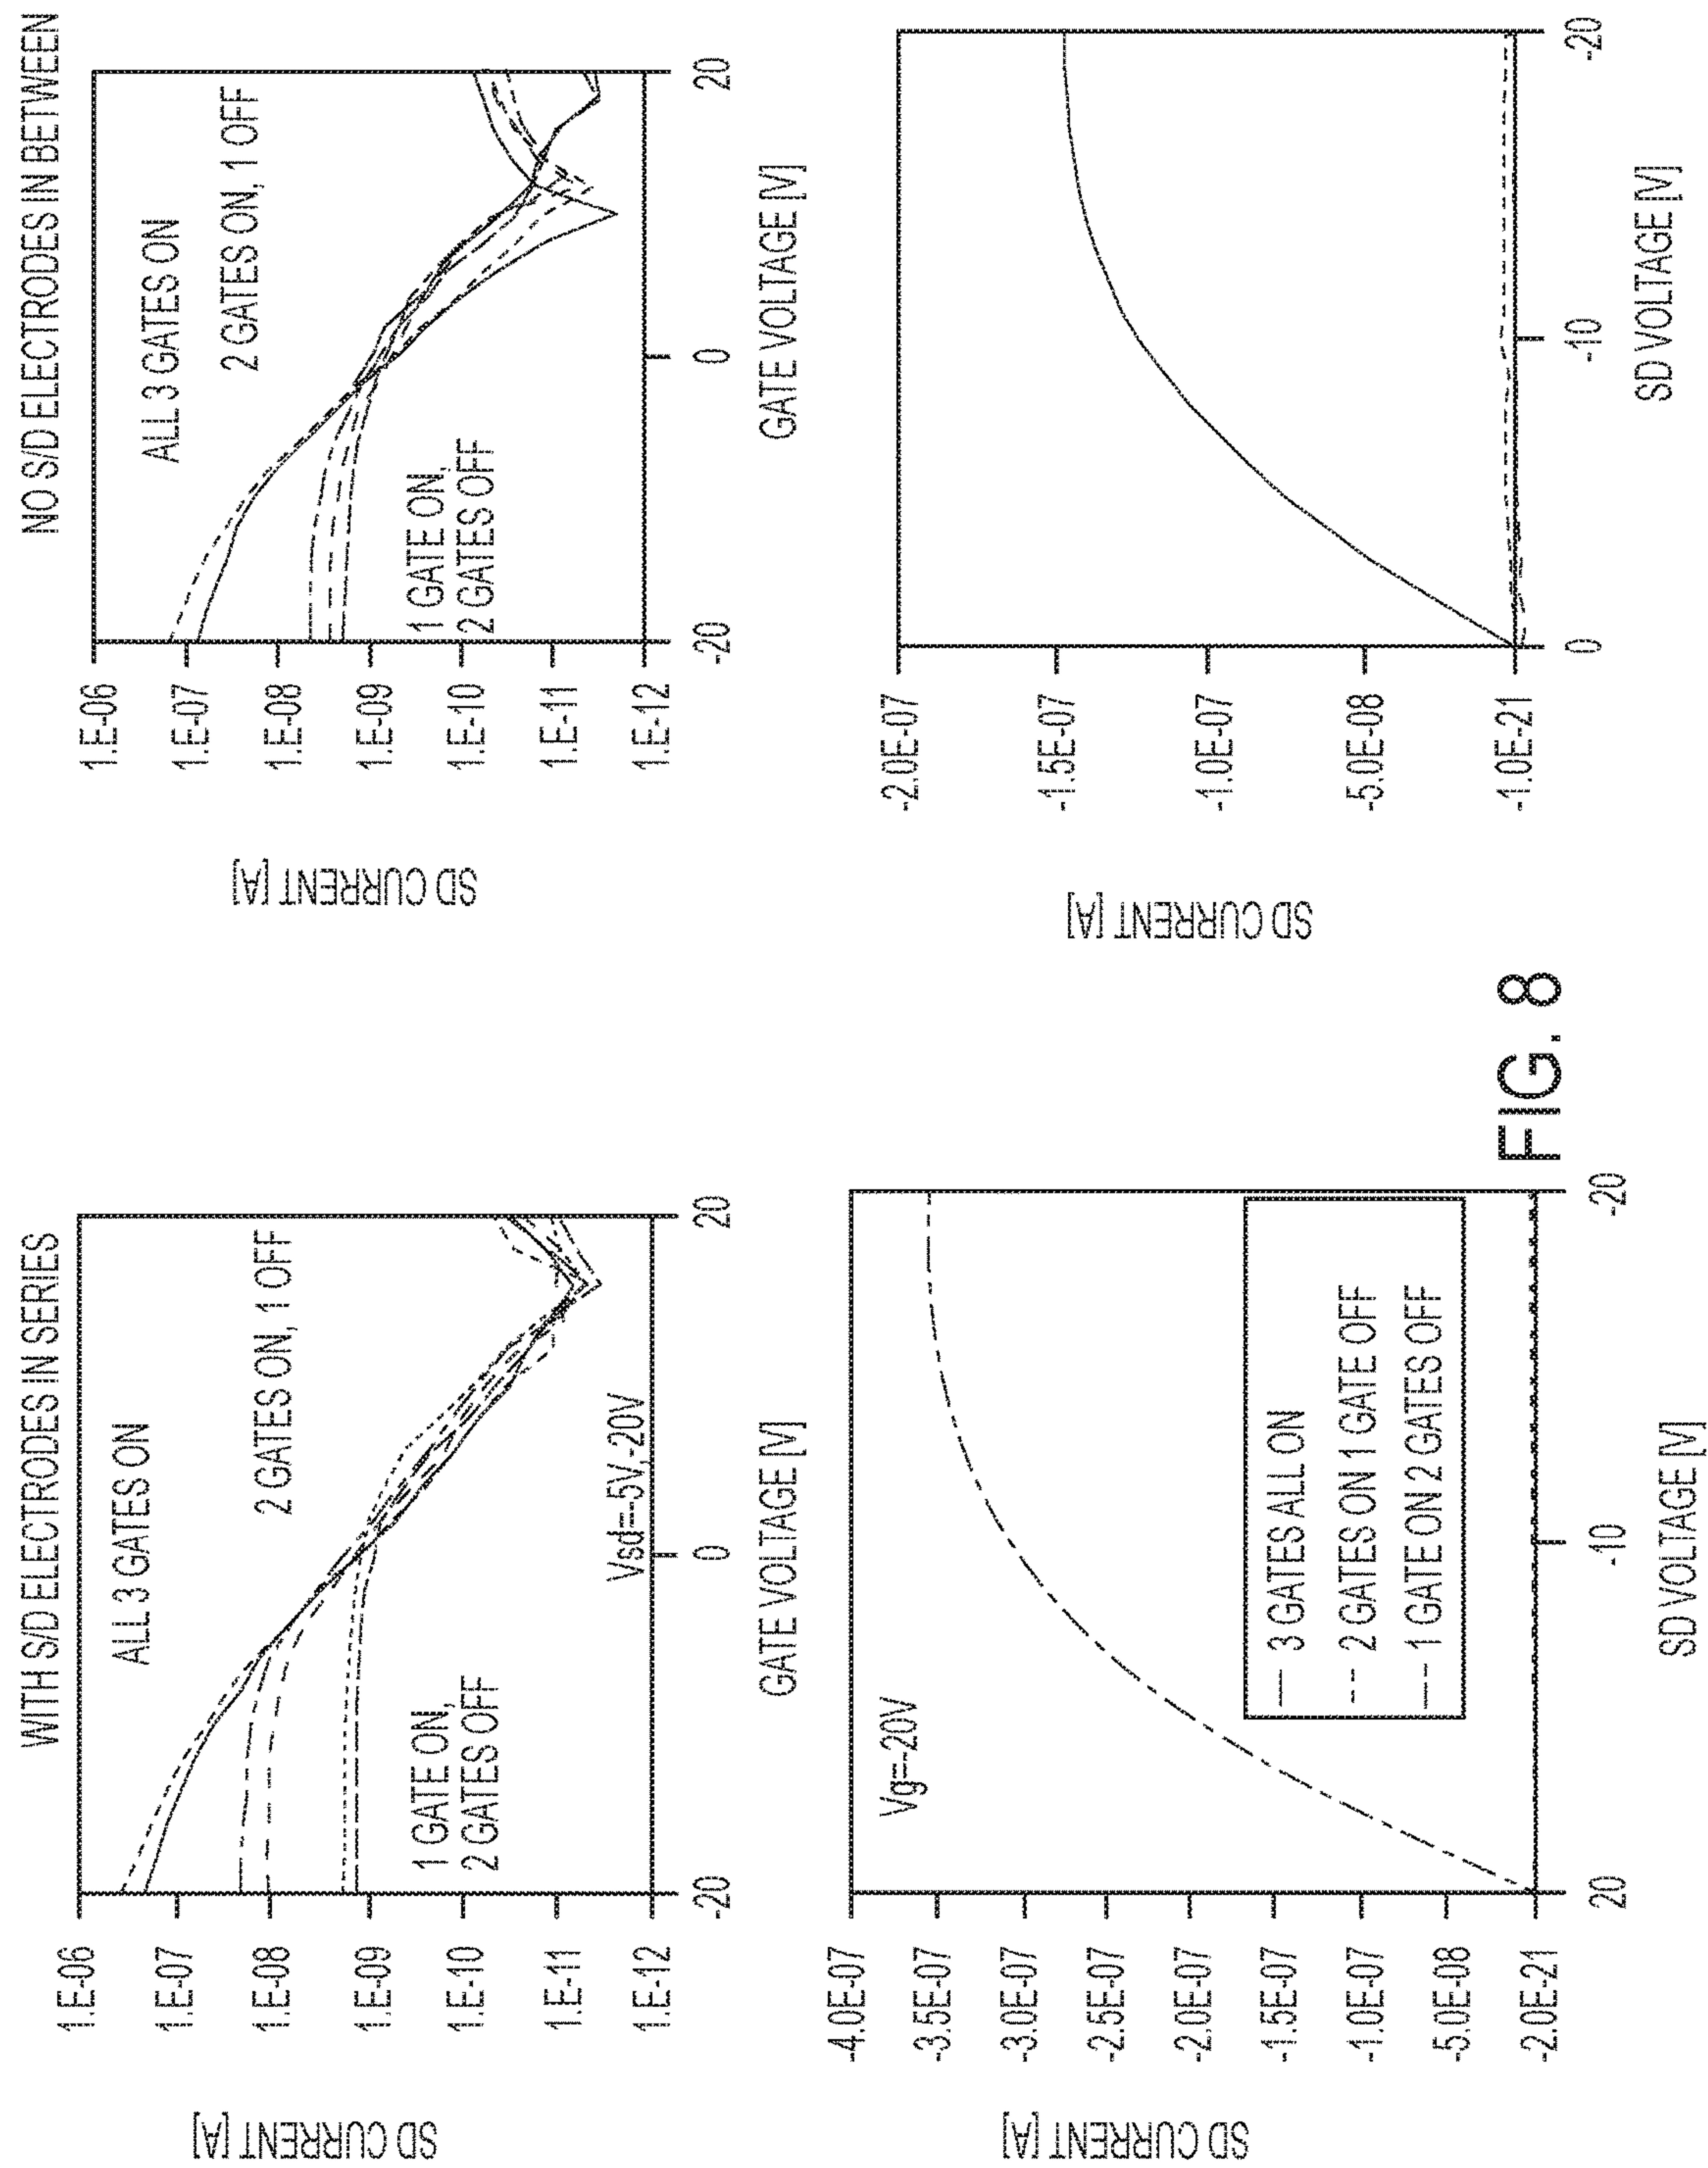 WITH S/D ELECTRODES IN SERIES
1.E-06
1.E-07
1.E-08
1.E-09
1.E-10
1.E-11
1.E-12
SD CURRENT [A]
ALL 3 GATES ON
2 GATES ON, 1 OFF
1 GATE ON,
2 GATES OFF
Vsd=-5V,-20V
-20
0
20
GATE VOLTAGE [V]
NO S/D ELECTRODES IN BETWEEN
1.E-06
1.E-07
1.E-08
1.E-09
1.E-10
1.E-11
1.E-12
SD CURRENT [A]
ALL 3 GATES ON
2 GATES ON, 1 OFF
1 GATE ON,
2 GATES OFF
-20
0
20
GATE VOLTAGE [V]
-4.0E-07
-3.5E-07
-3.0E-07
-2.5E-07
-2.0E-07
-1.5E-07
-1.0E-07
-5.0E-08
-2.0E-21
SD CURRENT [A]
Vg=-20V
3 GATES ALL ON
2 GATES ON 1 GATE OFF
1 GATE ON 2 GATES OFF
20
-10
-20
SD VOLTAGE [V]
-2.0E-07
-1.5E-07
-1.0E-07
-5.0E-08
-1.0E-21
SD CURRENT [A]
0
-10
-20
SD VOLTAGE [V]
FIG. 8